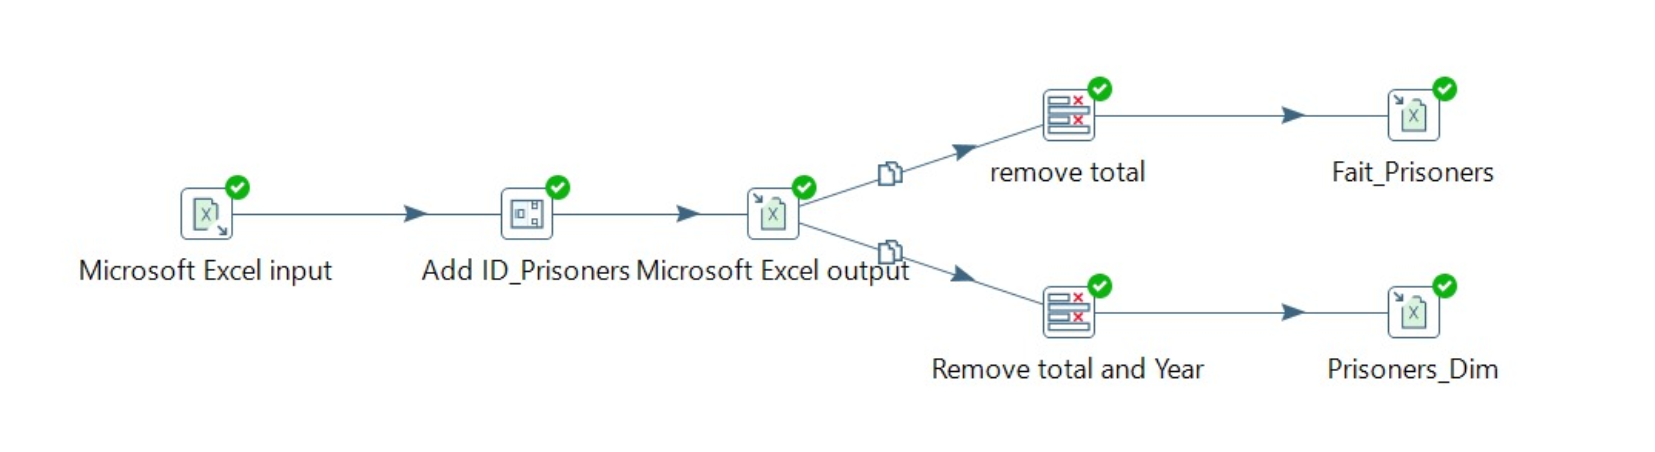 remove total
Fait_Prisoners
Microsoft Excel input
Add ID_Prisoners
Microsoft Excel output
Remove total and Year
Prisoners_Dim